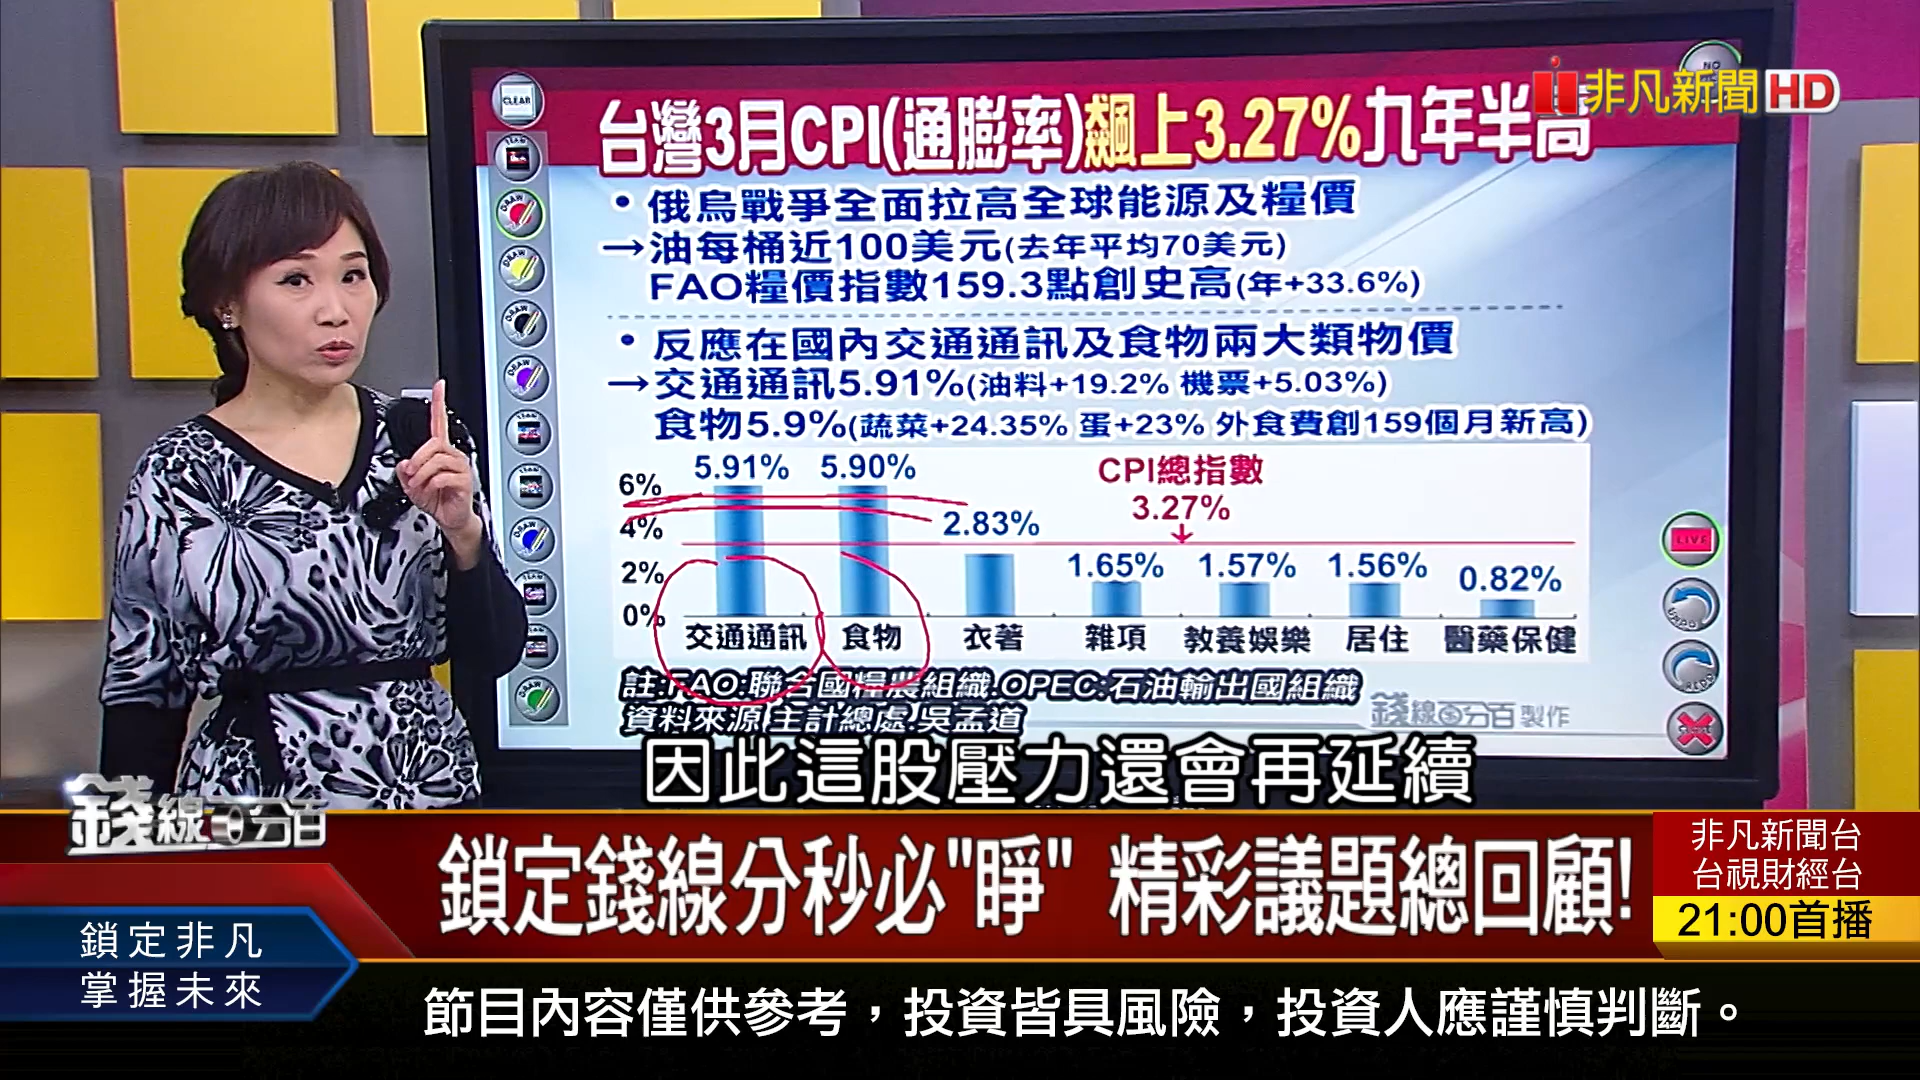 非凡新聞HD
CLEAR
台灣3月CPI(通膨率)飆上3.27%九年半高
•俄烏戰爭全面拉高全球能源及糧價
→油每桶近100美元(去年平均70美元)
FAO糧價指數159.3點創史高(年+33.6%)
•反應在國內交通通訊及食物兩大類物價
→交通通訊5.91%(油料+19.2% 機票+5.03%)
食物5.9%(蔬菜+24.35% 蛋+23% 外食費創159個月新高)
CPI總指數
3.27%
6%
4%
2%
0%
5.91% 5.90% 2.83% 1.65% 1.57% 1.56% 0.82%
交通通訊 食物 衣著 雜項 教養娛樂 居住 醫藥保健
註:FAO:聯合國糧農組織.OPEC:石油輸出國組織
資料來源:主計總處.吳孟道
錢線百分百 製作
DRAW
DRAW
DRAW
DRAW
DRAW
DRAW
LIVE
UNDO
REDO
因此這股壓力還會再延續
錢線百分百
鎖定錢線分秒必"睜" 精彩議題總回顧!
非凡新聞台
台視財經台
21:00首播
鎖定非凡
掌握未來
節目內容僅供參考，投資皆具風險，投資人應謹慎判斷。